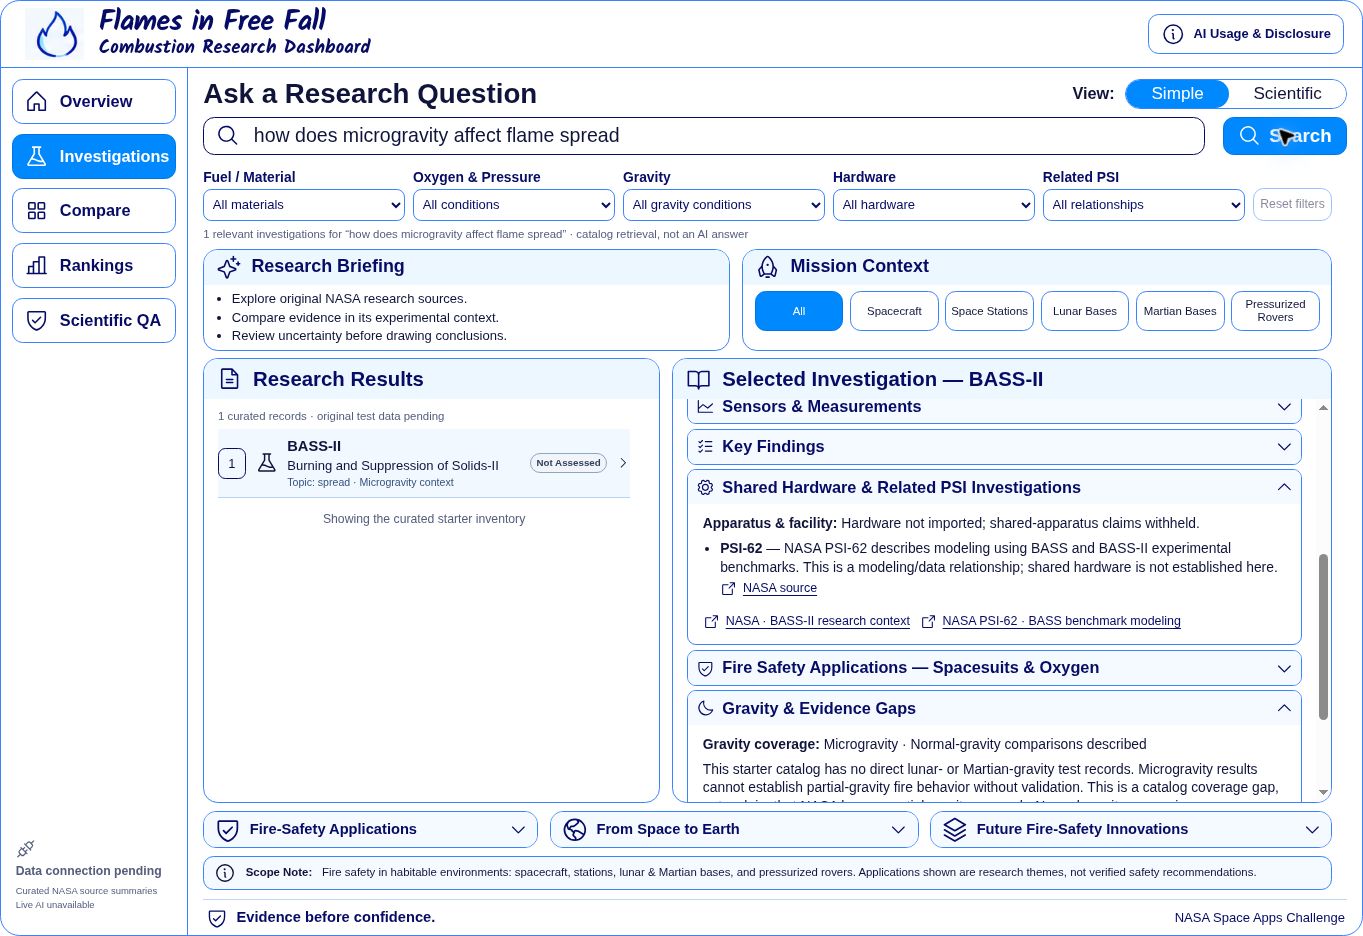 Flames in Free Fall
Combustion Research Dashboard
AI Usage & Disclosure
Overview
Investigations
Compare
Rankings
Scientific QA
Data connection pending
Curated NASA source summaries
Live AI unavailable
Ask a Research Question
View:
Simple
Scientific
how does microgravity affect flame spread
Search
Fuel / Material
Oxygen & Pressure
Gravity
Hardware
Related PSI
All materials
All conditions
All gravity conditions
All hardware
All relationships
Reset filters
1 relevant investigations for “how does microgravity affect flame spread” · catalog retrieval, not an AI answer
Research Briefing
• Explore original NASA research sources.
• Compare evidence in its experimental context.
• Review uncertainty before drawing conclusions.
Mission Context
All
Spacecraft
Space Stations
Lunar Bases
Martian Bases
Pressurized
Rovers
Research Results
1 curated records · original test data pending
1
BASS-II
Burning and Suppression of Solids-II
Topic: spread · Microgravity context
Not Assessed
Showing the curated starter inventory
Selected Investigation — BASS-II
Sensors & Measurements
Key Findings
Shared Hardware & Related PSI Investigations
Apparatus & facility: Hardware not imported; shared-apparatus claims withheld.
• PSI-62 — NASA PSI-62 describes modeling using BASS and BASS-II experimental
benchmarks. This is a modeling/data relationship; shared hardware is not established here.
NASA source
NASA · BASS-II research context
NASA PSI-62 · BASS benchmark modeling
Fire Safety Applications — Spacesuits & Oxygen
Gravity & Evidence Gaps
Gravity coverage: Microgravity · Normal-gravity comparisons described
This starter catalog has no direct lunar- or Martian-gravity test records. Microgravity results
cannot establish partial-gravity fire behavior without validation. This is a catalog coverage gap,
Fire-Safety Applications
From Space to Earth
Future Fire-Safety Innovations
Scope Note: Fire safety in habitable environments: spacecraft, stations, lunar & Martian bases, and pressurized rovers. Applications shown are research themes, not verified safety recommendations.
Evidence before confidence.
NASA Space Apps Challenge